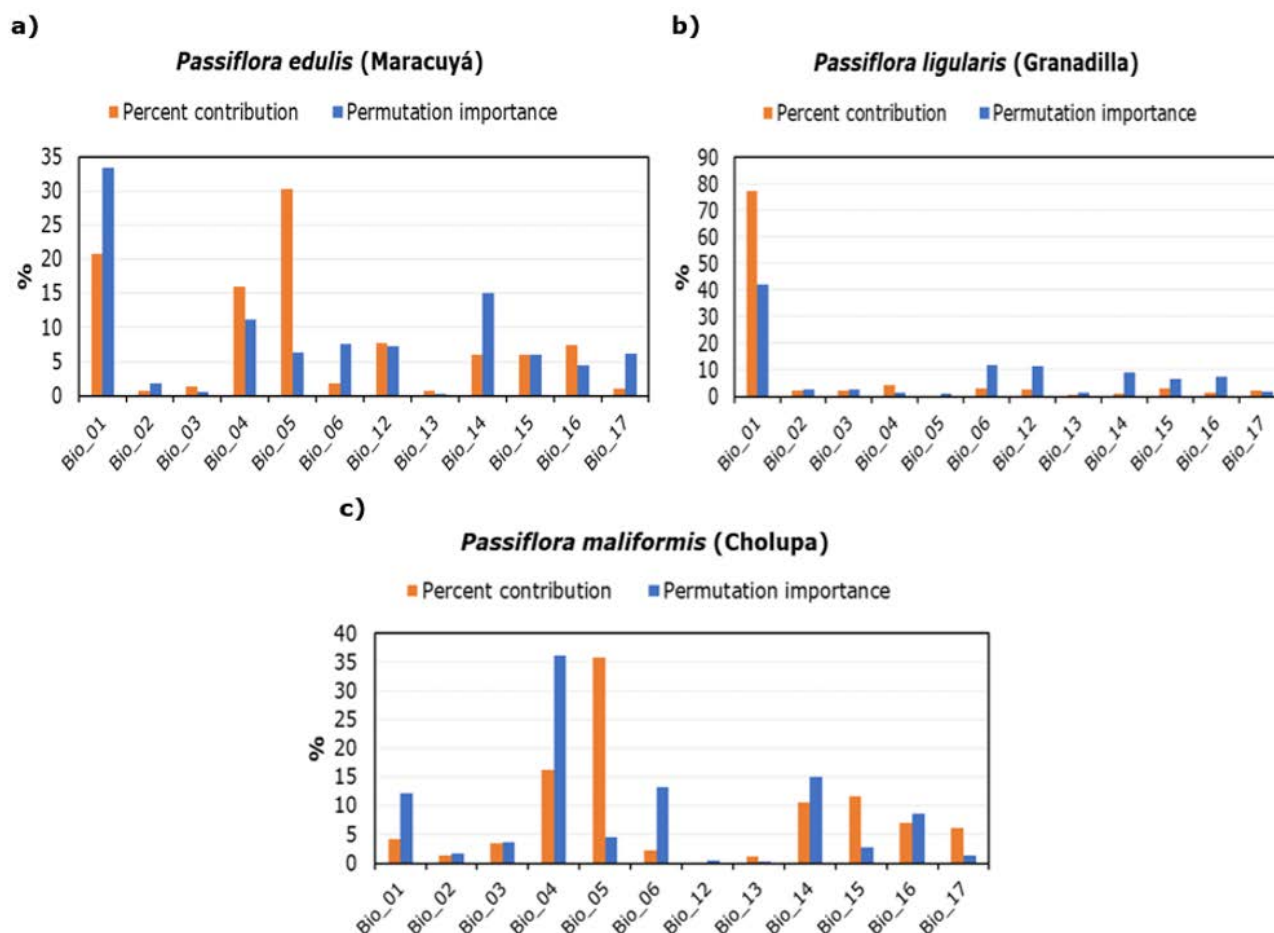 a)
Passiflora edulis (Maracuyá)
Percent contribution Permutation importance
35
30
25
20
15
10
5
0
%
Bio_01 Bio_02 Bio_03 Bio_04 Bio_05 Bio_06 Bio_12 Bio_13 Bio_14 Bio_15 Bio_16 Bio_17
b)
Passiflora ligularis (Granadilla)
Percent contribution Permutation importance
90
80
70
60
50
40
30
20
10
0
%
Bio_01 Bio_02 Bio_03 Bio_04 Bio_05 Bio_06 Bio_12 Bio_13 Bio_14 Bio_15 Bio_16 Bio_17
c)
Passiflora maliformis (Cholupa)
Percent contribution Permutation importance
40
35
30
25
20
15
10
5
0
%
Bio_01 Bio_02 Bio_03 Bio_04 Bio_05 Bio_06 Bio_12 Bio_13 Bio_14 Bio_15 Bio_16 Bio_17